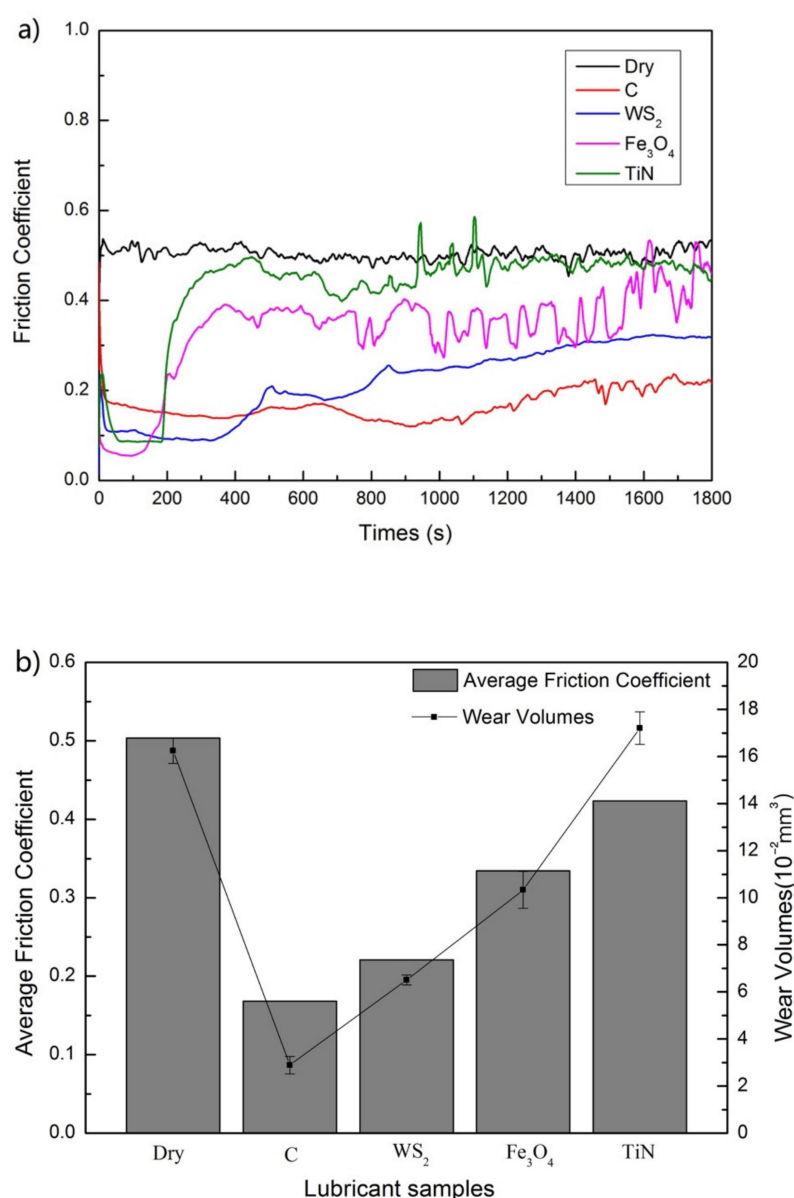 a)
1.0
0.8
0.6
0.4
0.2
0.0
Friction Coefficient
Dry
C
WS₂
Fe₃O₄
TiN
0 200 400 600 800 1000 1200 1400 1600 1800
Times (s)
b)
0.6
0.5
0.4
0.3
0.2
0.1
0.0
Average Friction Coefficient
Average Friction Coefficient
Wear Volumes
20
18
16
14
12
10
8
6
4
2
0
Wear Volumes(10⁻²mm³)
Dry C WS₂ Fe₃O₄ TiN
Lubricant samples